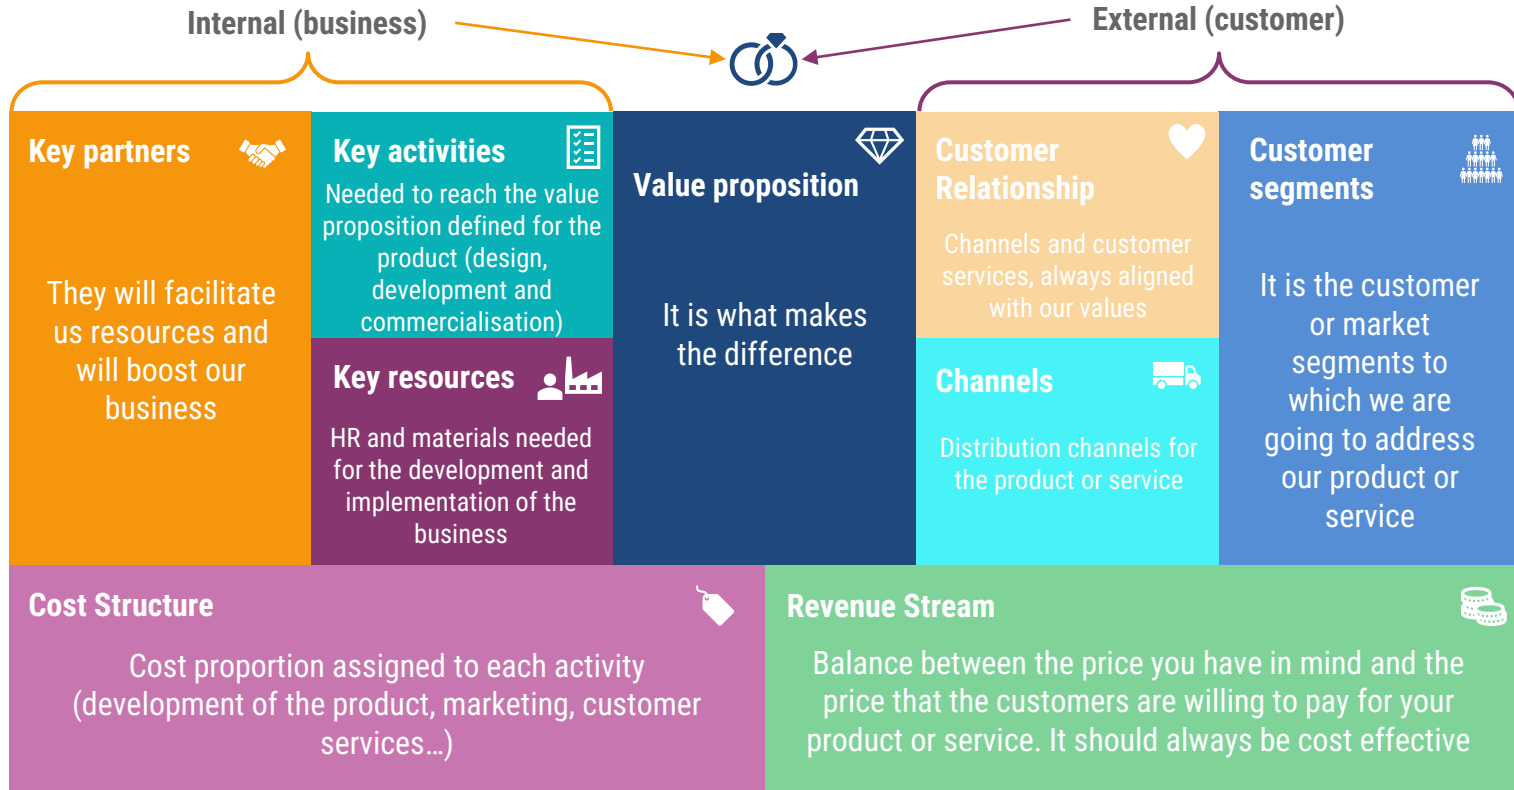 Internal (business)
External (customer)
Key partners
They will facilitate
us resources and
will boost our
business
Key activities
Needed to reach the value
proposition defined for the
product (design,
development and
commercialisation)
Key resources
HR and materials needed
for the development and
implementation of the
business
Value proposition
It is what makes
the difference
Customer
Relationship
Channels and customer
services, always aligned
with our values
Channels
Distribution channels for
the product or service
Customer
segments
It is the customer
or market
segments to
which we are
going to address
our product or
service
Cost Structure
Cost proportion assigned to each activity
(development of the product, marketing, customer
services…)
Revenue Stream
Balance between the price you have in mind and the
price that the customers are willing to pay for your
product or service. It should always be cost effective